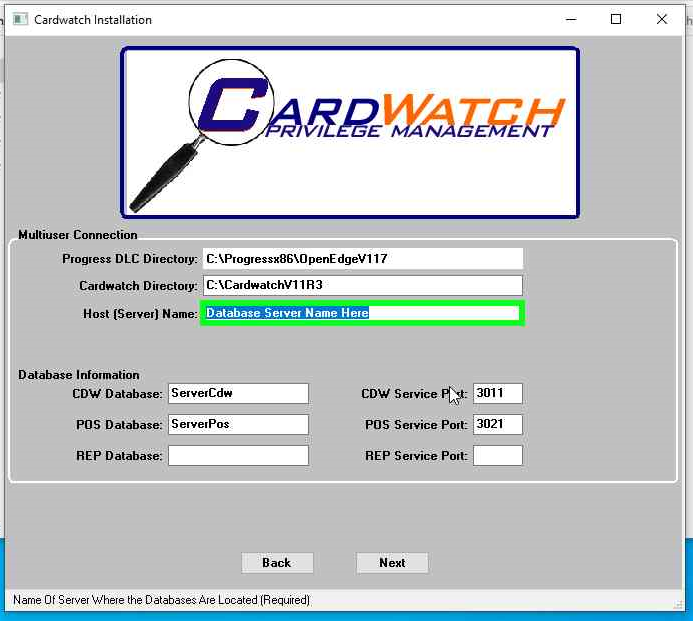 Cardwatch Installation
CARDWATCH
PRIVILEGE MANAGEMENT
Multiuser Connection
Progress DLC Directory: C:\Progressx86\OpenEdgeV117
Cardwatch Directory: C:\CardwatchV11R3
Host (Server) Name: Database Server Name Here
Database Information
CDW Database: ServerCdw CDW Service Port: 3011
POS Database: ServerPos POS Service Port: 3021
REP Database: REP Service Port:
Back Next
Name Of Server Where the Databases Are Located (Required)